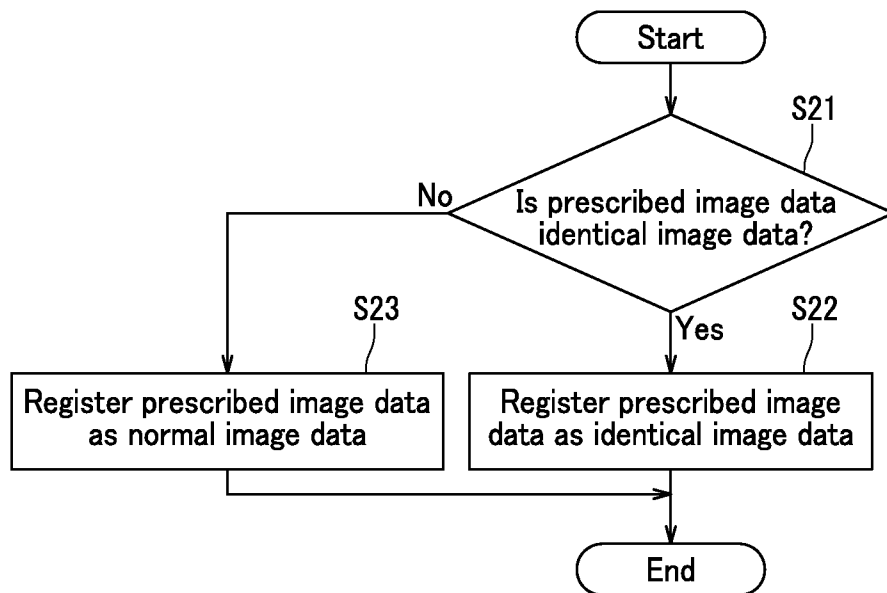 Start
S21
Is prescribed image data
identical image data?
No
Yes
S23
S22
Register prescribed image data
as normal image data
Register prescribed image
data as identical image data
End